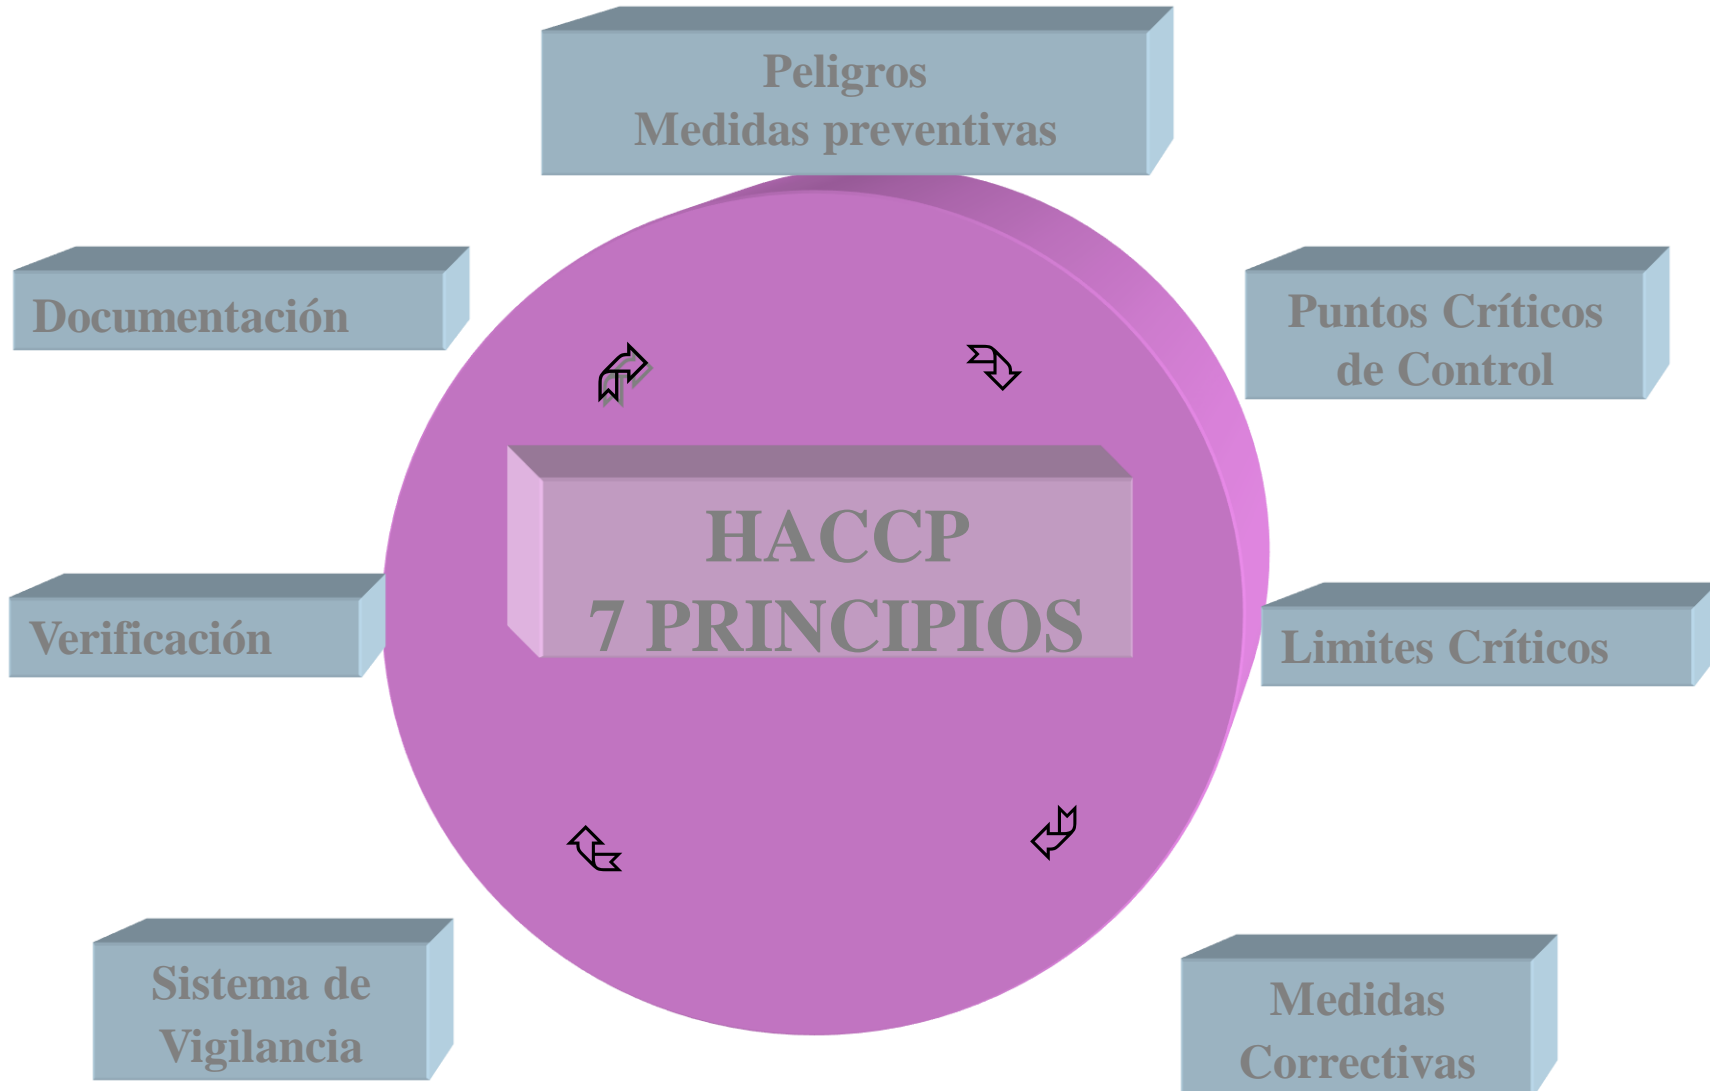 Peligros
Medidas preventivas
Documentación
Puntos Críticos
de Control
HACCP
7 PRINCIPIOS
Verificación
Limites Críticos
Sistema de
Vigilancia
Medidas
Correctivas